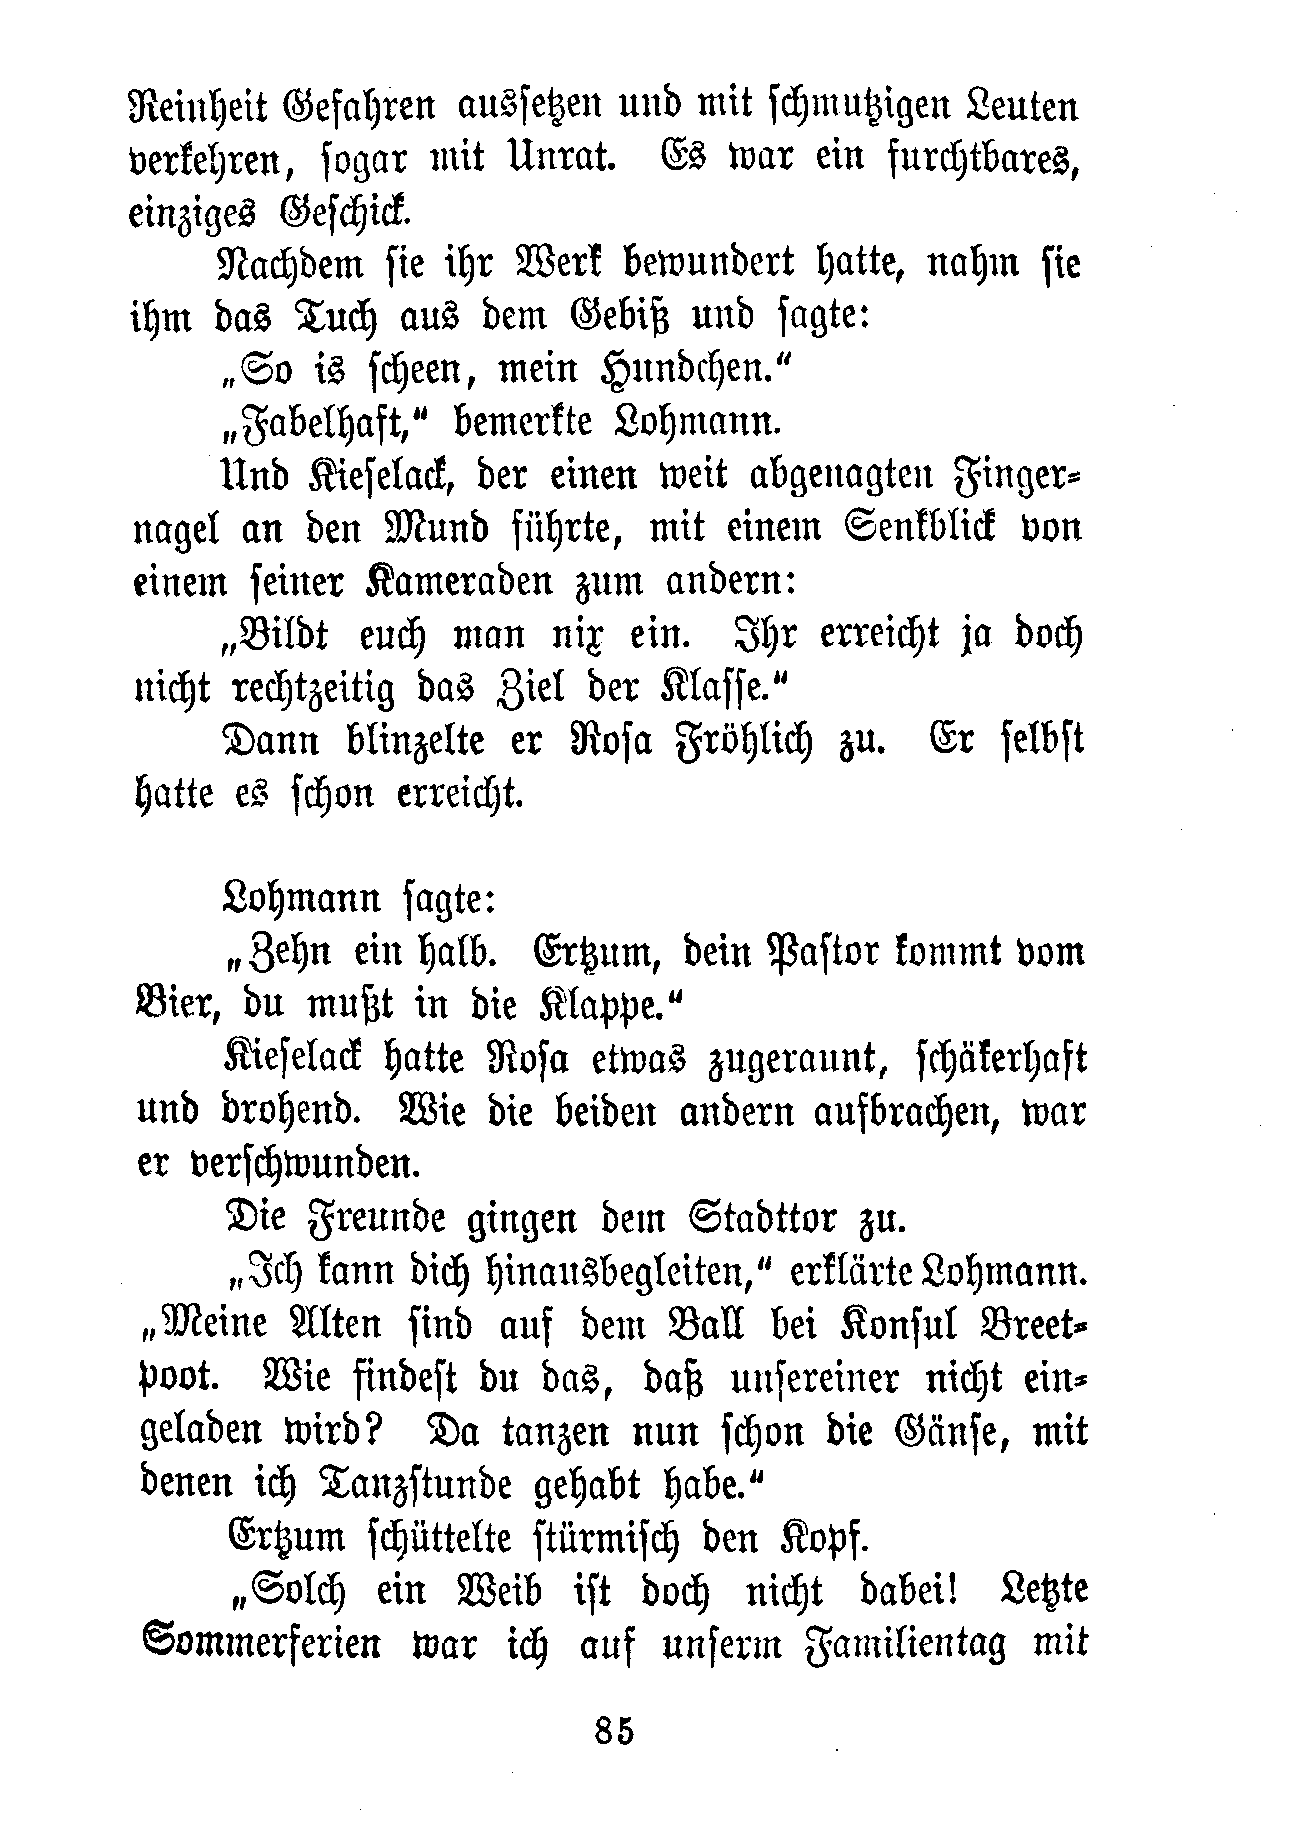 Reinheit Gefahren aussetzen und mit schmutzigen Leuten
verkehren, sogar mit Unrat. Es war ein furchtbares,
einziges Geschick.
Nachdem sie ihr Werk bewundert hatte, nahm sie
ihm das Tuch aus dem Gebiß und sagte:
„So is scheen, mein Hundchen.“
„Fabelhaft,“ bemerkte Lohmann.
Und Kieselack, der einen weit abgenagten Finger-
nagel an den Mund führte, mit einem Senkblick von
einem seiner Kameraden zum andern:
„Bildt euch man nix ein. Ihr erreicht ja doch
nicht rechtzeitig das Ziel der Klasse.“
Dann blinzelte er Rosa Fröhlich zu. Er selbst
hatte es schon erreicht.
Lohmann sagte:
„Zehn ein halb. Ertzum, dein Pastor kommt vom
Bier, du mußt in die Klappe.“
Kieselack hatte Rosa etwas zugeraunt, schäkerhaft
und drohend. Wie die beiden andern aufbrachen, war
er verschwunden.
Die Freunde gingen dem Stadttor zu.
„Ich kann dich hinausbegleiten,“ erklärte Lohmann.
„Meine Alten sind auf dem Ball bei Konsul Breet-
poot. Wie findest du das, daß unsereiner nicht ein-
geladen wird? Da tanzen nun schon die Gänse, mit
denen ich Tanzstunde gehabt habe.“
Ertzum schüttelte stürmisch den Kopf.
„Solch ein Weib ist doch nicht dabei! Letzte
Sommerferien war ich auf unserm Familientag mit
85